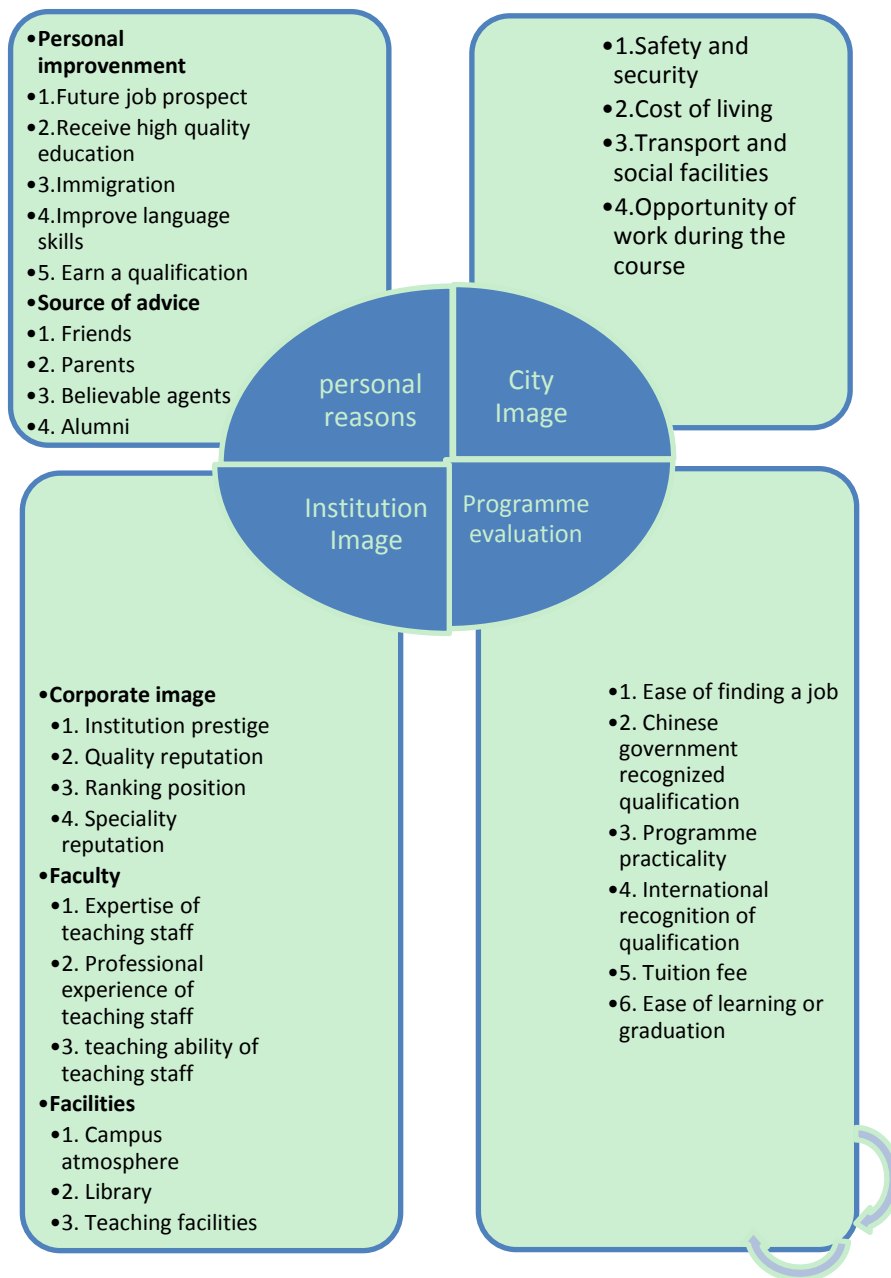 •Personal
improvenment
•1.Future job prospect
•2.Receive high quality
education
•3.Immigration
•4.Improve language
skills
•5. Earn a qualification
•Source of advice
•1. Friends
•2. Parents
•3. Believable agents
•4. Alumni
•1.Safety and
security
•2.Cost of living
•3.Transport and
social facilities
•4.Opportunity of
work during the
course
personal
reasons
City
Image
Institution
Image
Programme
evaluation
•Corporate image
•1. Institution prestige
•2. Quality reputation
•3. Ranking position
•4. Speciality
reputation
•Faculty
•1. Expertise of
teaching staff
•2. Professional
experience of
teaching staff
•3. teaching ability of
teaching staff
•Facilities
•1. Campus
atmosphere
•2. Library
•3. Teaching facilities
•1. Ease of finding a job
•2. Chinese
government
recognized
qualification
•3. Programme
practicality
•4. International
recognition of
qualification
•5. Tuition fee
•6. Ease of learning or
graduation